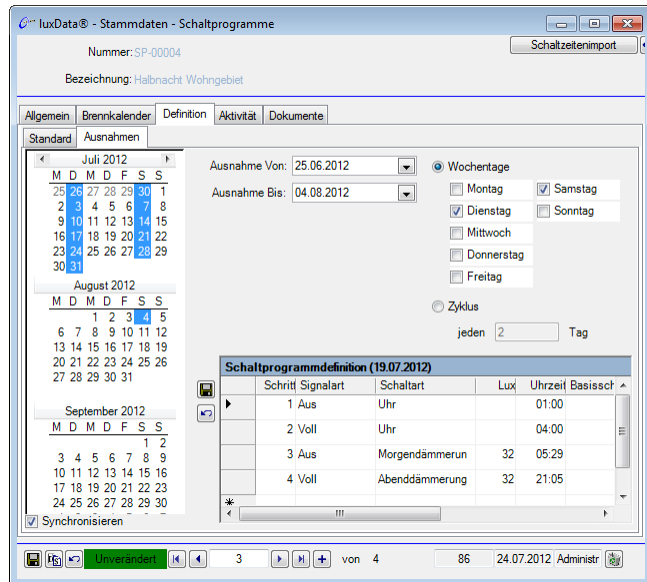 luxData® - Stammdaten - Schaltprogramme
Schaltzeitenimport
Nummer: SP-00004
Bezeichnung: Halbnacht Wohngebiet
Allgemein Brennkalender Definition Aktivität Dokumente
Standard Ausnahmen
Juli 2012
M D M D F S S
25 26 27 28 29 30 1
2 3 4 5 6 7 8
9 10 11 12 13 14 15
16 17 18 19 20 21 22
23 24 25 26 27 28 29
30 31
August 2012
M D M D F S S
1 2 3 4 5
6 7 8 9 10 11 12
13 14 15 16 17 18 19
20 21 22 23 24 25 26
27 28 29 30 31
September 2012
M D M D F S S
1 2
3 4 5 6 7 8 9
10 11 12 13 14 15 16
17 18 19 20 21 22 23
24 25 26 27 28 29 30
Synchronisieren
Ausnahme Von: 25.06.2012
Ausnahme Bis: 04.08.2012
Wochentage
Montag Samstag
Dienstag Sonntag
Mittwoch
Donnerstag
Freitag
Zyklus
jeden 2 Tag
Schaltprogrammdefinition (19.07.2012)
Schritt Signalart Schaltart Lux Uhrzeit Basissch
1 Aus Uhr 01:00
2 Voll Uhr 04:00
3 Aus Morgendämmerun 32 05:29
4 Voll Abenddämmerung 32 21:05
Unverändert 3 von 4 86 24.07.2012 Administr